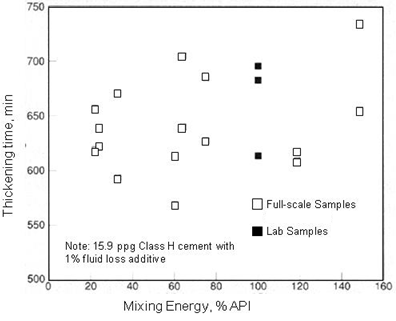 750
700
650
600
550
500
Thickening time, min
Full-scale Samples
Lab Samples
Note: 15.9 ppg Class H cement with
1% fluid loss additive
0 20 40 60 80 100 120 140 160
Mixing Energy, % API